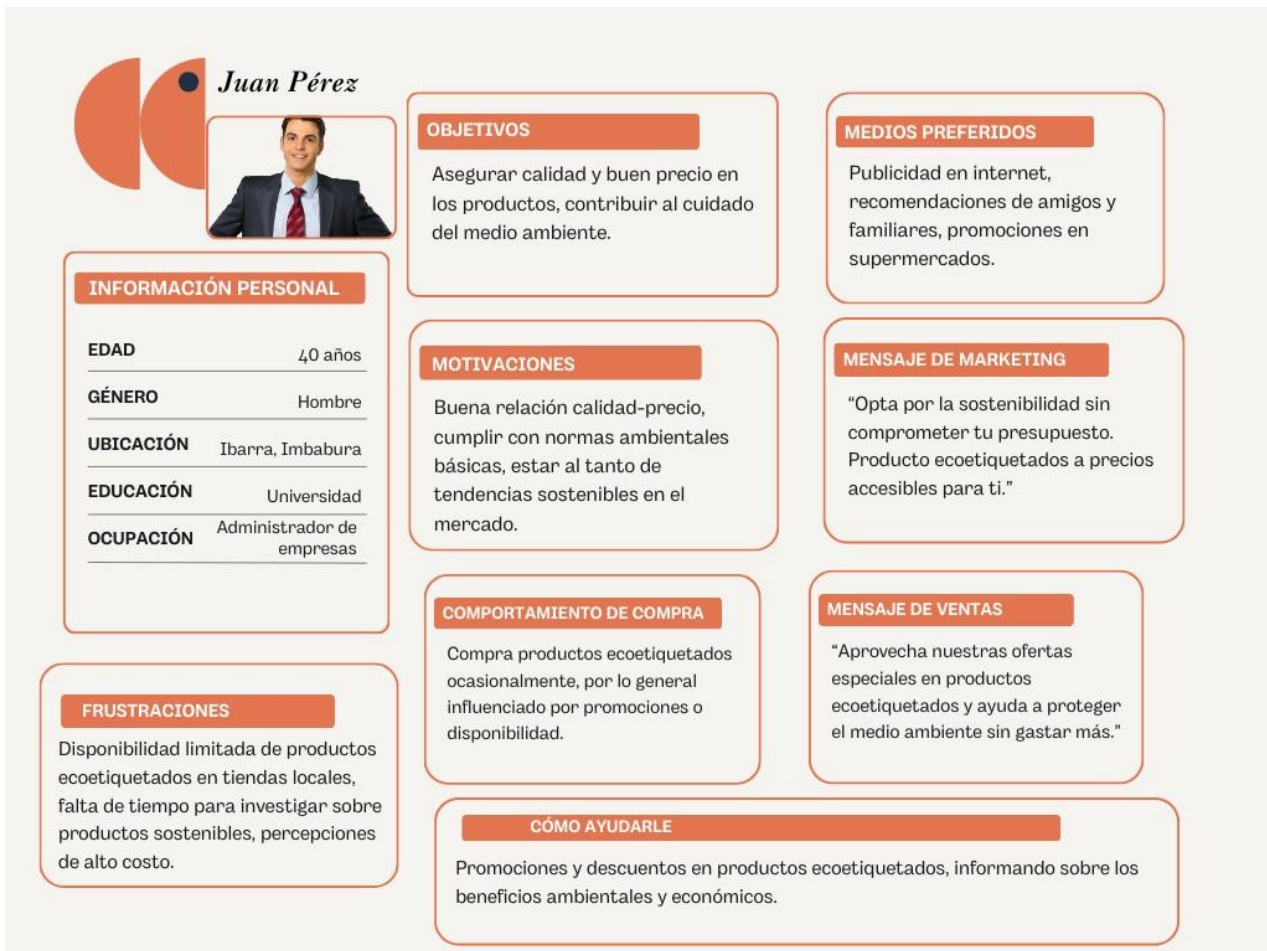 Juan Pérez
INFORMACIÓN PERSONAL
EDAD 40 años
GÉNERO Hombre
UBICACIÓN Ibarra, Imbabura
EDUCACIÓN Universidad
OCUPACIÓN Administrador de
empresas
FRUSTRACIONES
Disponibilidad limitada de productos
ecoetiquetados en tiendas locales,
falta de tiempo para investigar sobre
productos sostenibles, percepciones
de alto costo.
OBJETIVOS
Asegurar calidad y buen precio en
los productos, contribuir al cuidado
del medio ambiente.
MOTIVACIONES
Buena relación calidad-precio,
cumplir con normas ambientales
básicas, estar al tanto de
tendencias sostenibles en el
mercado.
COMPORTAMIENTO DE COMPRA
Compra productos ecoetiquetados
ocasionalmente, por lo general
influenciado por promociones o
disponibilidad.
MEDIOS PREFERIDOS
Publicidad en internet,
recomendaciones de amigos y
familiares, promociones en
supermercados.
MENSAJE DE MARKETING
“Opta por la sostenibilidad sin
comprometer tu presupuesto.
Producto ecoetiquetados a precios
accesibles para ti.”
MENSAJE DE VENTAS
“Aprovecha nuestras ofertas
especiales en productos
ecoetiquetados y ayuda a proteger
el medio ambiente sin gastar más.”
CÓMO AYUDARLE
Promociones y descuentos en productos ecoetiquetados, informando sobre los
beneficios ambientales y económicos.